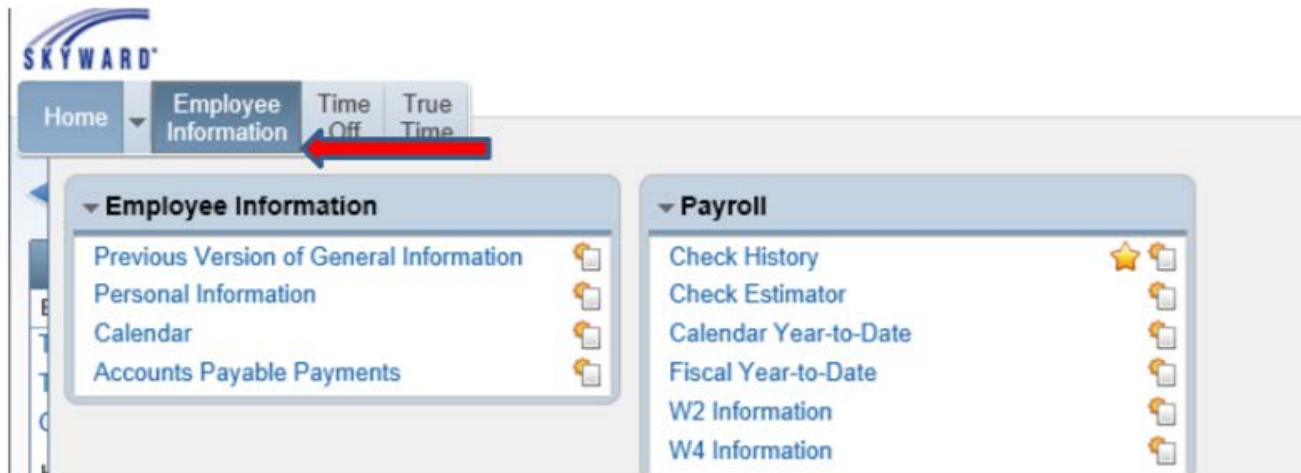 SKYWARD
Home
Employee
Information
Time
Off
True
Time
Employee Information
Previous Version of General Information
Personal Information
Calendar
Accounts Payable Payments
Payroll
Check History
Check Estimator
Calendar Year-to-Date
Fiscal Year-to-Date
W2 Information
W4 Information